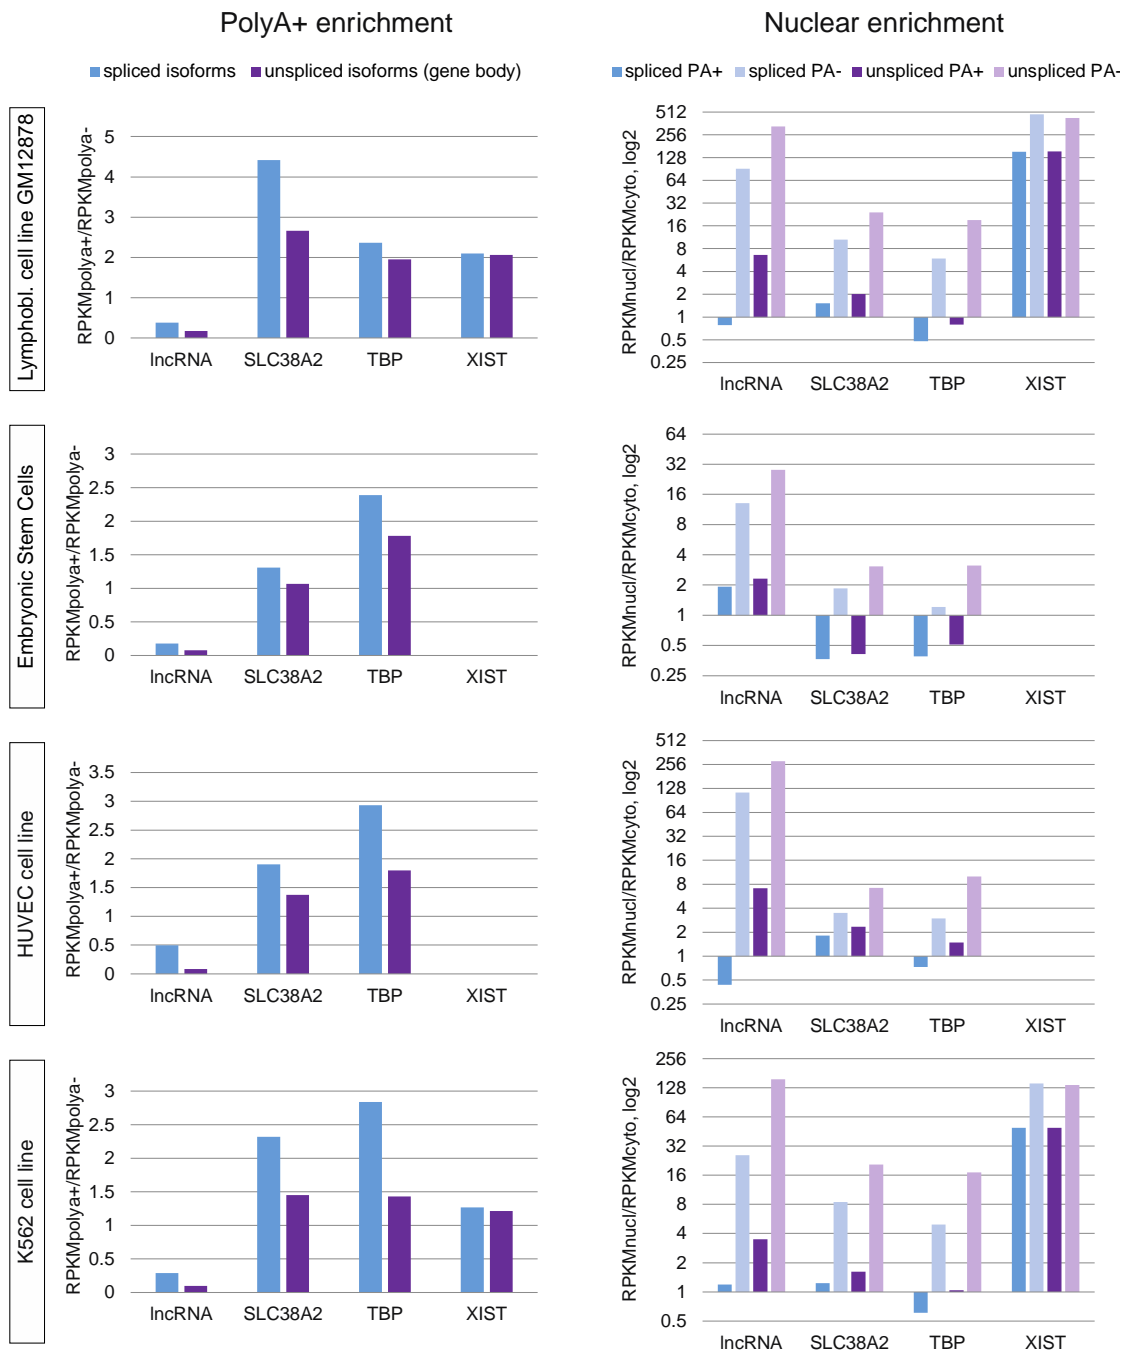 PolyA+ enrichment
Nuclear enrichment
spliced isoforms unspliced isoforms (gene body)
spliced PA+ spliced PA- unspliced PA+ unspliced PA-
Lymphobl. cell line GM12878
RPKMpolya+/RPKMpolya-
5
4
3
2
1
0
lncRNA SLC38A2 TBP XIST
RPKMnucl/RPKMcyto, log2
512
256
128
64
32
16
8
4
2
1
0.5
0.25
lncRNA SLC38A2 TBP XIST
Embryonic Stem Cells
RPKMpolya+/RPKMpolya-
3
2.5
2
1.5
1
0.5
0
lncRNA SLC38A2 TBP XIST
RPKMnucl/RPKMcyto, log2
64
32
16
8
4
2
1
0.5
0.25
lncRNA SLC38A2 TBP XIST
HUVEC cell line
RPKMpolya+/RPKMpolya-
3.5
3
2.5
2
1.5
1
0.5
0
lncRNA SLC38A2 TBP XIST
RPKMnucl/RPKMcyto, log2
512
256
128
64
32
16
8
4
2
1
0.5
0.25
lncRNA SLC38A2 TBP XIST
K562 cell line
RPKMpolya+/RPKMpolya-
3
2.5
2
1.5
1
0.5
0
lncRNA SLC38A2 TBP XIST
RPKMnucl/RPKMcyto, log2
256
128
64
32
16
8
4
2
1
0.5
lncRNA SLC38A2 TBP XIST